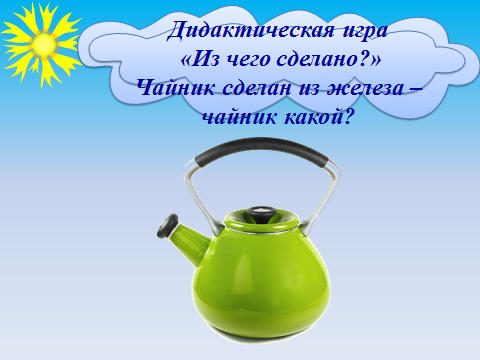 Дидактическая игра
«Из чего сделано?»
Чайник сделан из железа –
чайник какой?